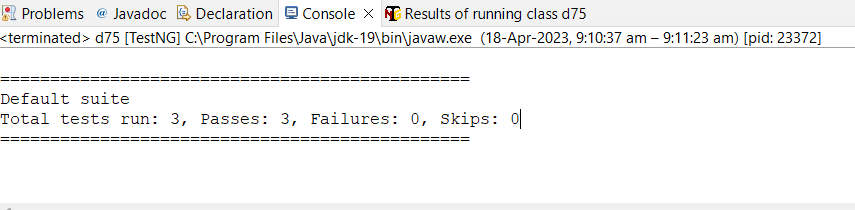 Problems @ Javadoc Declaration Console × Results of running class d75
<terminated> d75 [TestNG] C:\Program Files\Java\jdk-19\bin\javaw.exe (18-Apr-2023, 9:10:37 am – 9:11:23 am) [pid: 23372]
===============================================
Default suite
Total tests run: 3, Passes: 3, Failures: 0, Skips: 0
===============================================